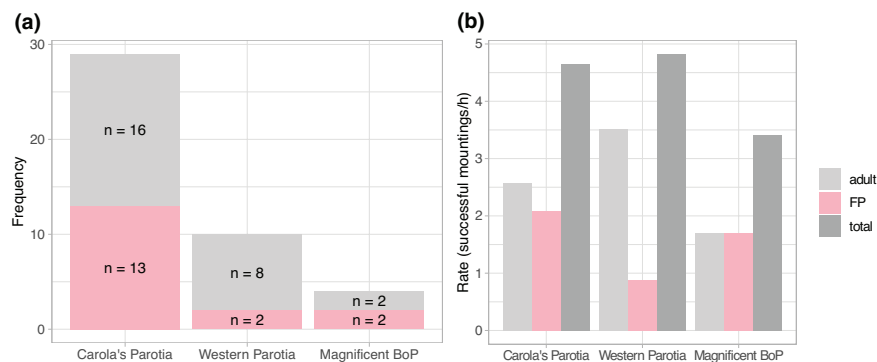 (a)
30
20
10
0
Frequency
n = 16
n = 13
n = 8
n = 2
n = 2
n = 2
Carola's Parotia Western Parotia Magnificent BoP
(b)
5
4
3
2
1
0
Rate (successful mountings/h)
Carola's Parotia Western Parotia Magnificent BoP
adult
FP
total